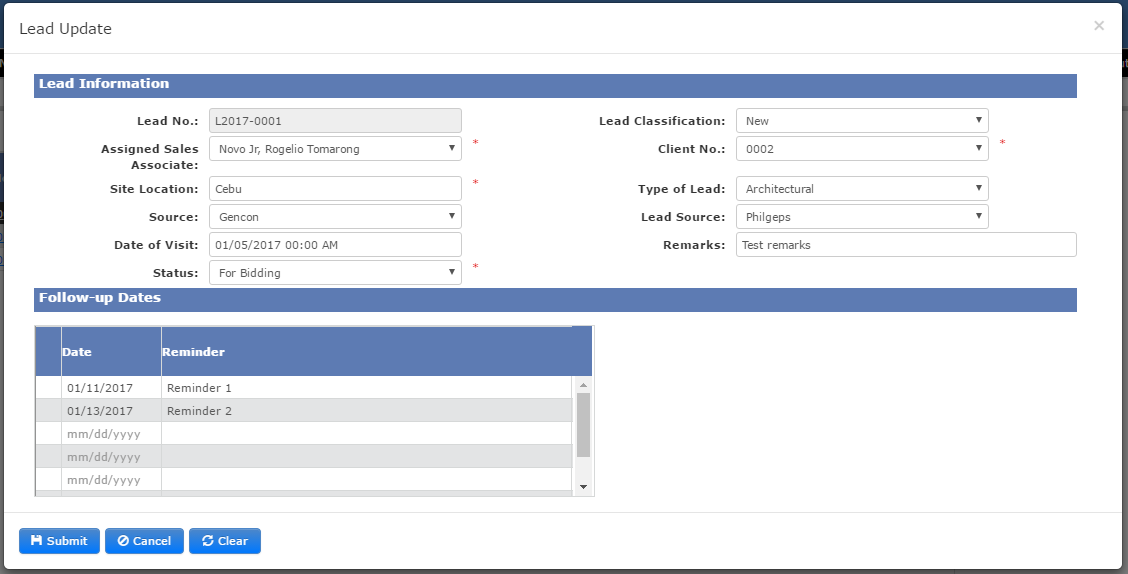 Lead Update ×
Lead Information
Lead No.: L2017-0001 Lead Classification: New
Assigned Sales Associate: Novo Jr, Rogelio Tomarong * Client No.: 0002 *
Site Location: Cebu * Type of Lead: Architectural
Source: Gencon Lead Source: Philgeps
Date of Visit: 01/05/2017 00:00 AM Remarks: Test remarks
Status: For Bidding *
Follow-up Dates
Date Reminder
01/11/2017 Reminder 1
01/13/2017 Reminder 2
mm/dd/yyyy
mm/dd/yyyy
mm/dd/yyyy
Submit Cancel Clear